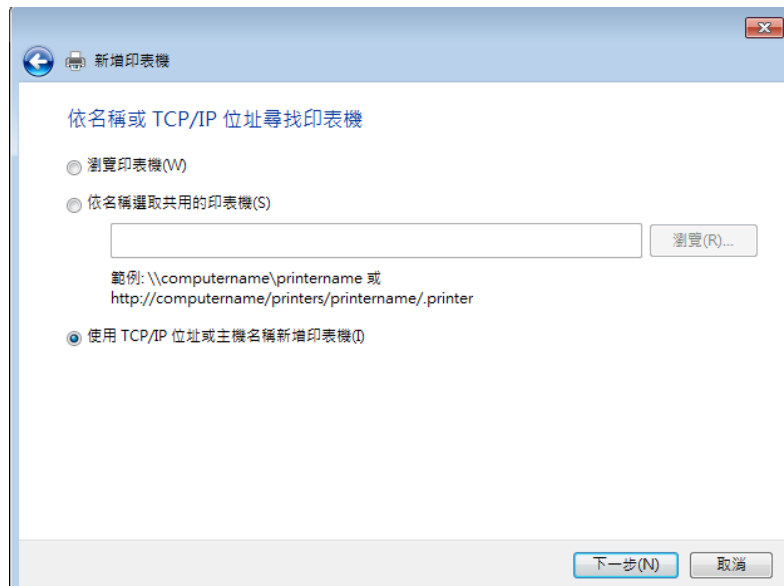 新增印表機
依名稱或 TCP/IP 位址尋找印表機
瀏覽印表機(W)
依名稱選取共用的印表機(S)
瀏覽(R)...
範例: \\computername\printername 或
http://computername/printers/printername/.printer
使用 TCP/IP 位址或主機名稱新增印表機(I)
下一步(N)
取消